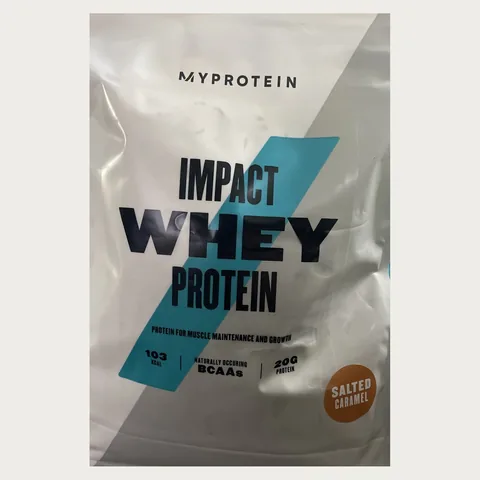 MYPROTEIN
IMPACT
WHEY
PROTEIN
PROTEIN FOR MUSCLE MAINTENANCE AND GROWTH
103
KCAL
NATURALLY OCCURING
BCAAs
20G
PROTEIN
SALTED
CARAMEL